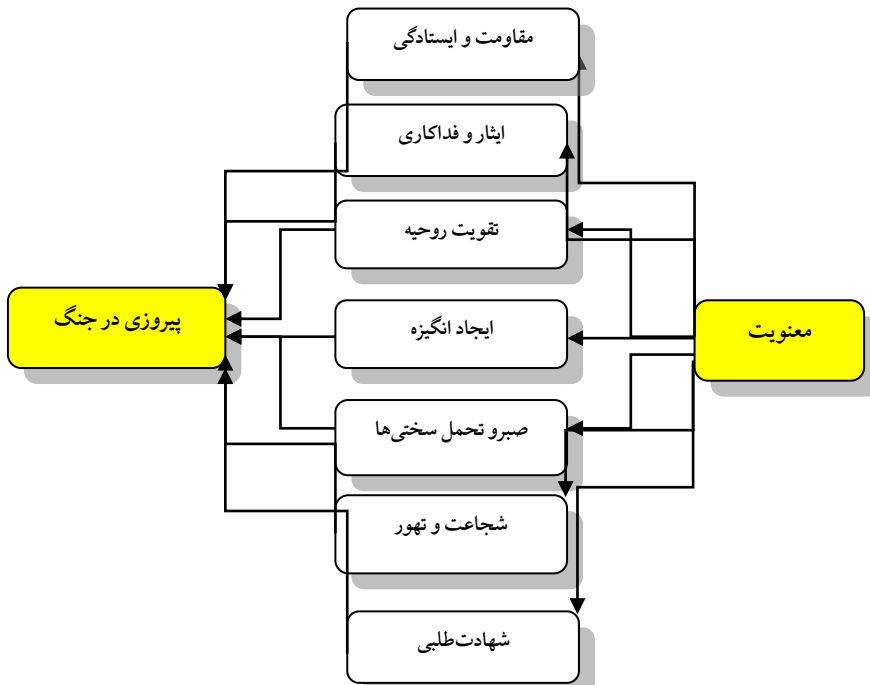 مقاومت و ایستادگی
ایثار و فداکاری
تقویت روحیه
معنویت
ایجاد انگیزه
پیروزی در جنگ
صبرو تحمل سختی‌ها
شجاعت و تهور
شهادت‌طلبی